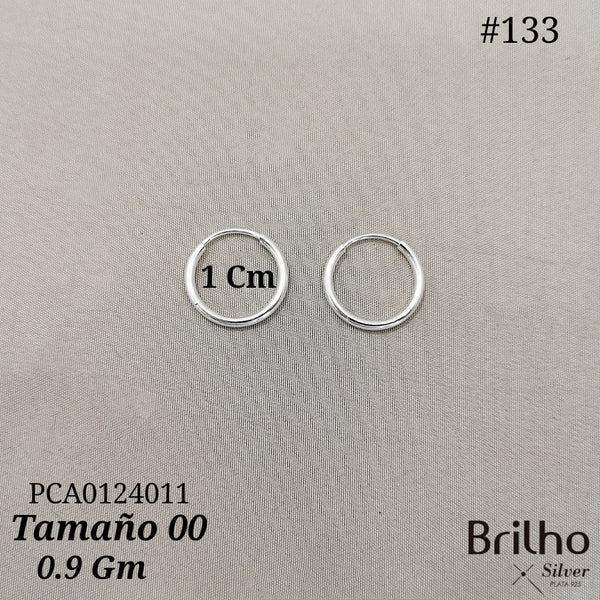 #133
1 Cm
PCA0124011
Tamaño 00
0.9 Gm
Brilho
Silver
PLATA 925